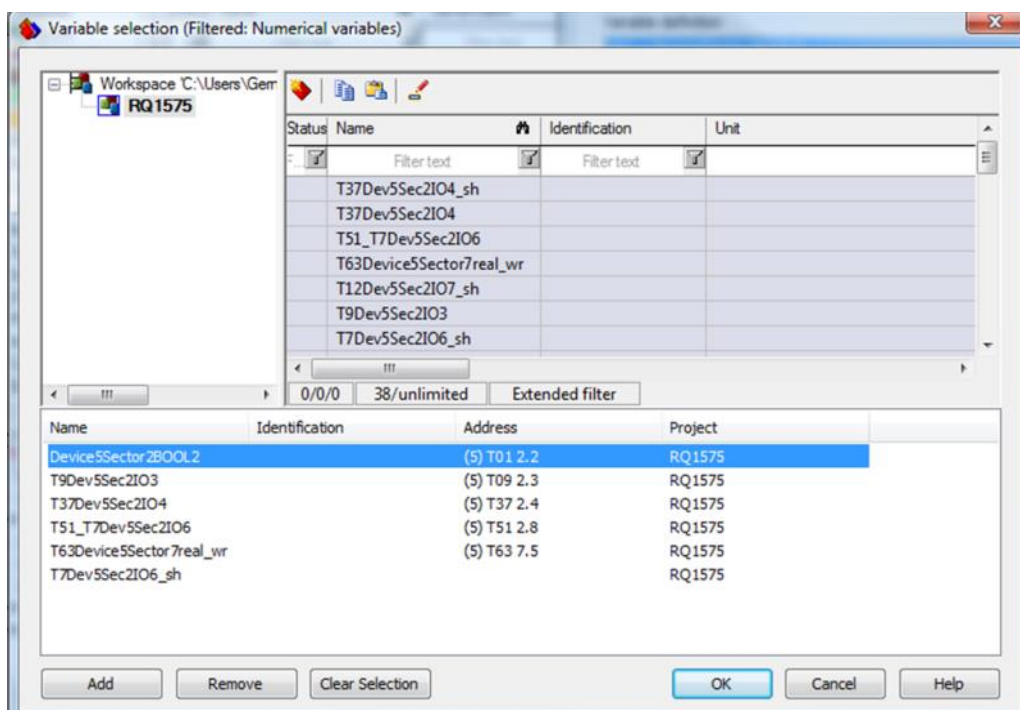 Variable selection (Filtered: Numerical variables)
Workspace 'C:\Users\Gem
RQ1575
Status Name Identification Unit
F... Filter text Filter text
T37Dev5Sec2IO4_sh
T37Dev5Sec2IO4
T51_T7Dev5Sec2IO6
T63Device5Sector7real_wr
T12Dev5Sec2IO7_sh
T9Dev5Sec2IO3
T7Dev5Sec2IO6_sh
0/0/0 38/unlimited Extended filter
Name Identification Address Project
Device5Sector2BOOL2 (5) T01 2.2 RQ1575
T9Dev5Sec2IO3 (5) T09 2.3 RQ1575
T37Dev5Sec2IO4 (5) T37 2.4 RQ1575
T51_T7Dev5Sec2IO6 (5) T51 2.8 RQ1575
T63Device5Sector7real_wr (5) T63 7.5 RQ1575
T7Dev5Sec2IO6_sh RQ1575
Add Remove Clear Selection OK Cancel Help